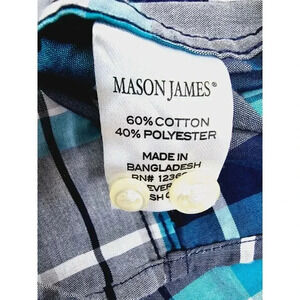 MASON JAMES®
60% COTTON
40% POLYESTER
MADE IN
BANGLADESH
RN#